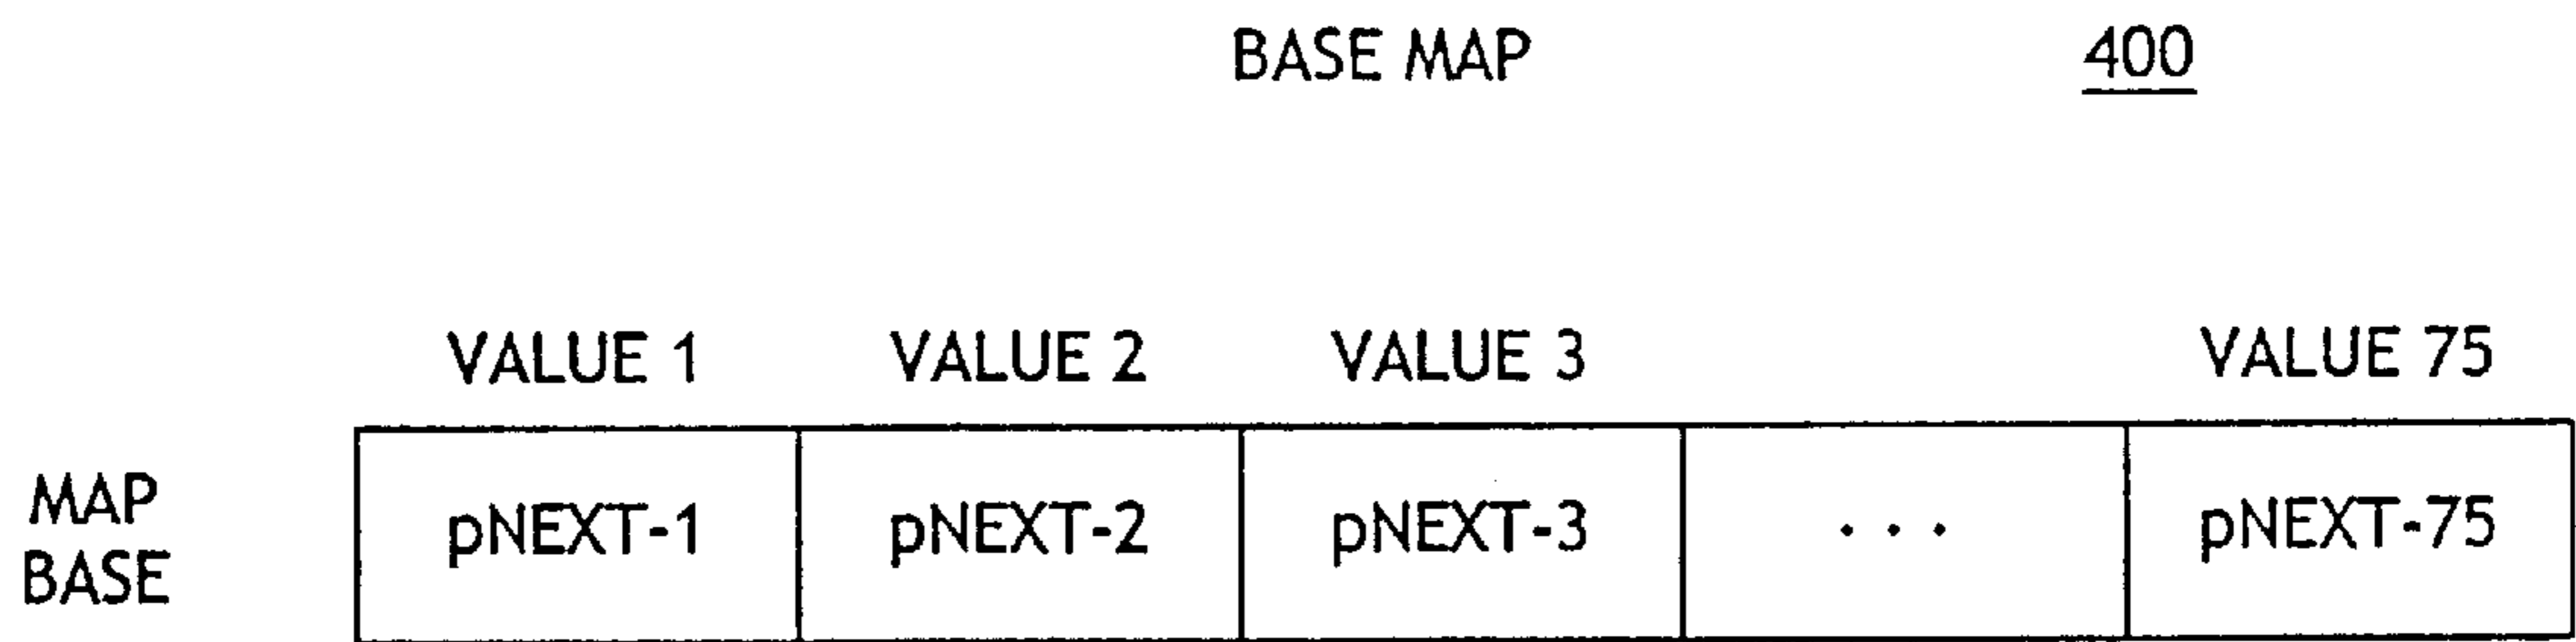 BASE MAP 400
VALUE 1 VALUE 2 VALUE 3 VALUE 75
MAP BASE
pNEXT-1 pNEXT-2 pNEXT-3 . . . pNEXT-75